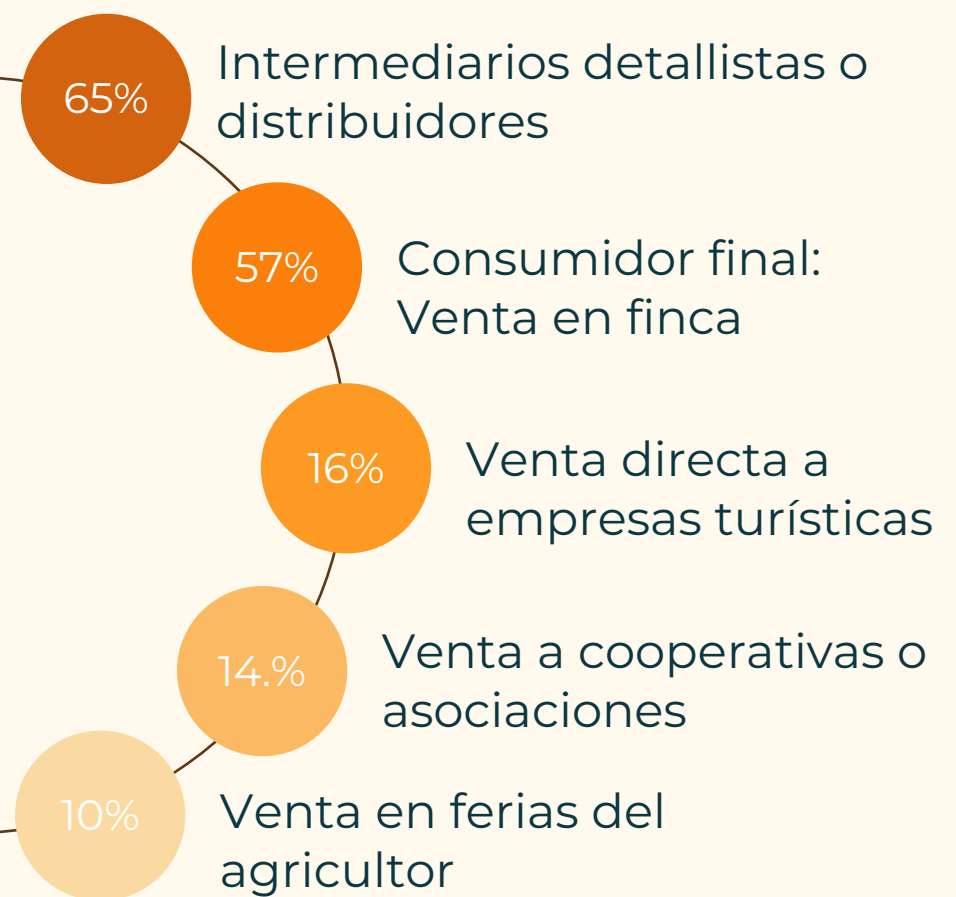 65%
Intermediarios detallistas o
distribuidores
57%
Consumidor final:
Venta en finca
16%
Venta directa a
empresas turísticas
14.%
Venta a cooperativas o
asociaciones
10%
Venta en ferias del
agricultor